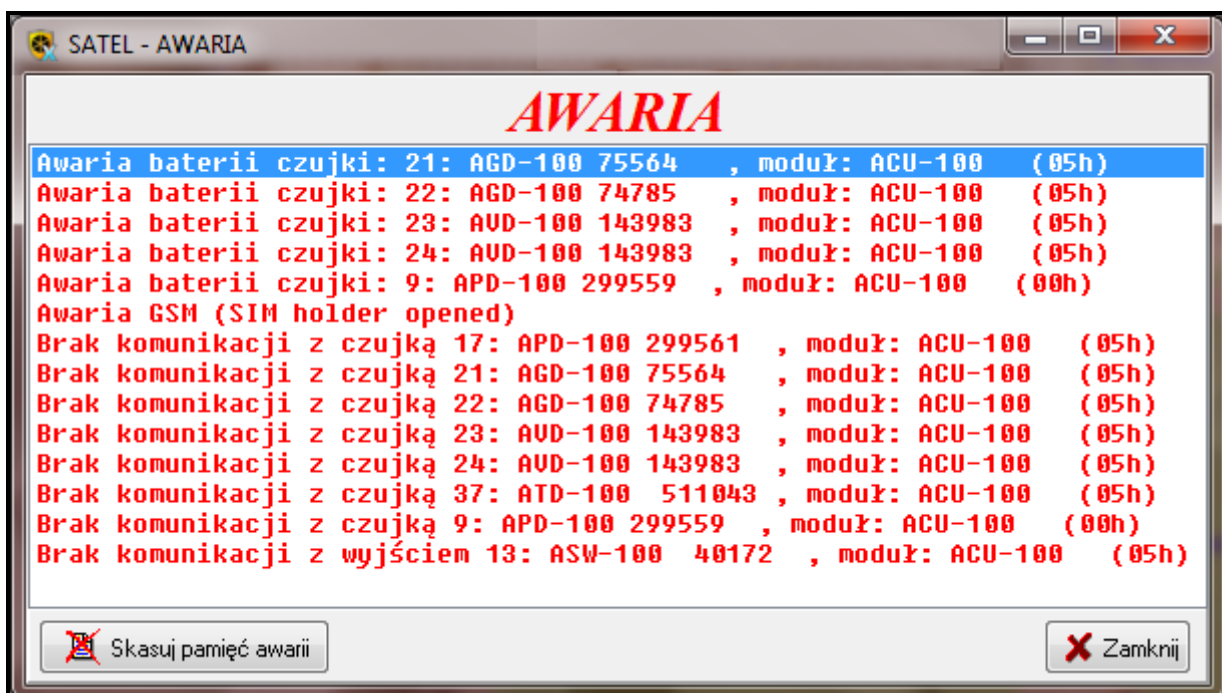 SATEL - AWARIA
AWARIA
Awaria baterii czujki: 21: AGD-100 75564 , moduł: ACU-100 (05h)
Awaria baterii czujki: 22: AGD-100 74785 , moduł: ACU-100 (05h)
Awaria baterii czujki: 23: AVD-100 143983 , moduł: ACU-100 (05h)
Awaria baterii czujki: 24: AVD-100 143983 , moduł: ACU-100 (05h)
Awaria baterii czujki: 9: APD-100 299559 , moduł: ACU-100 (00h)
Awaria GSM (SIM holder opened)
Brak komunikacji z czujką 17: APD-100 299561 , moduł: ACU-100 (05h)
Brak komunikacji z czujką 21: AGD-100 75564 , moduł: ACU-100 (05h)
Brak komunikacji z czujką 22: AGD-100 74785 , moduł: ACU-100 (05h)
Brak komunikacji z czujką 23: AVD-100 143983 , moduł: ACU-100 (05h)
Brak komunikacji z czujką 24: AVD-100 143983 , moduł: ACU-100 (05h)
Brak komunikacji z czujką 37: ATD-100 511043 , moduł: ACU-100 (05h)
Brak komunikacji z czujką 9: APD-100 299559 , moduł: ACU-100 (00h)
Brak komunikacji z wyjściem 13: ASW-100 40172 , moduł: ACU-100 (05h)
Skasuj pamięć awarii
Zamknij